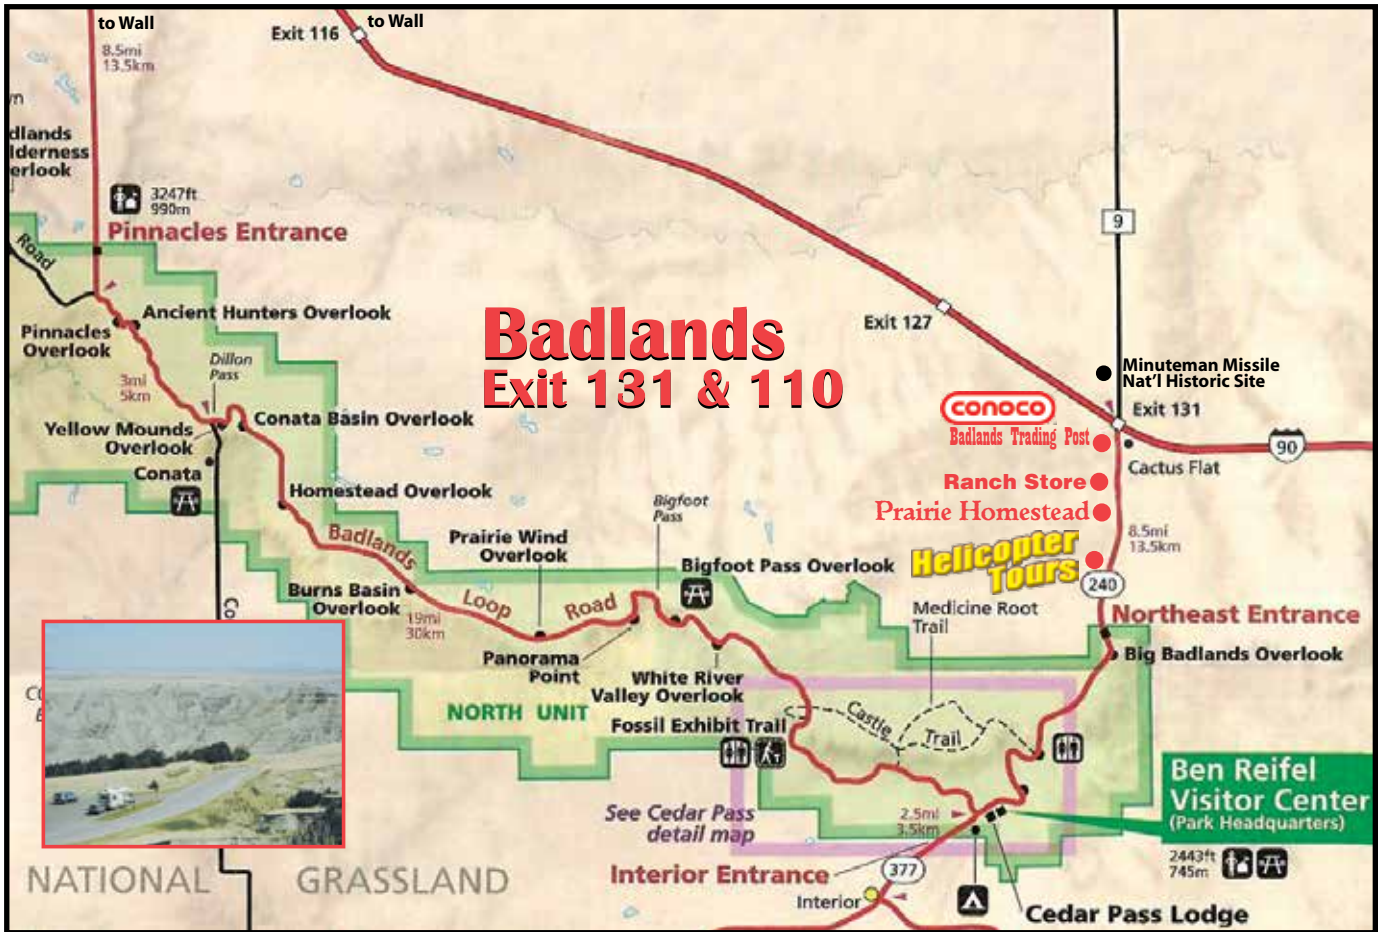 to Wall
to Wall
Exit 116
8.5mi
13.5km
dlands
lderness
erlook
3247ft
990m
Pinnacles Entrance
Road
9
Ancient Hunters Overlook
Pinnacles
Overlook
Badlands
Exit 131 & 110
Exit 127
Dillon
Pass
3mi
5km
Minuteman Missile
Nat'l Historic Site
conoco
Exit 131
Badlands Trading Post
90
Cactus Flat
Conata Basin Overlook
Yellow Mounds
Overlook
Conata
Ranch Store
Prairie Homestead
Homestead Overlook
Bigfoot
Pass
8.5mi
13.5km
Helicopter
Tours
240
Prairie Wind
Overlook
Badlands
Loop
Road
Bigfoot Pass Overlook
Burns Basin
Overlook
19mi
30km
Co
Medicine Root
Trail
Northeast Entrance
Big Badlands Overlook
Panorama
Point
White River
Valley Overlook
NORTH UNIT
Fossil Exhibit Trail
Castle
Trail
Ben Reifel
Visitor Center
(Park Headquarters)
See Cedar Pass
detail map
2.5mi
3.5km
2443ft
745m
NATIONAL GRASSLAND
Interior Entrance
377
Interior
Cedar Pass Lodge